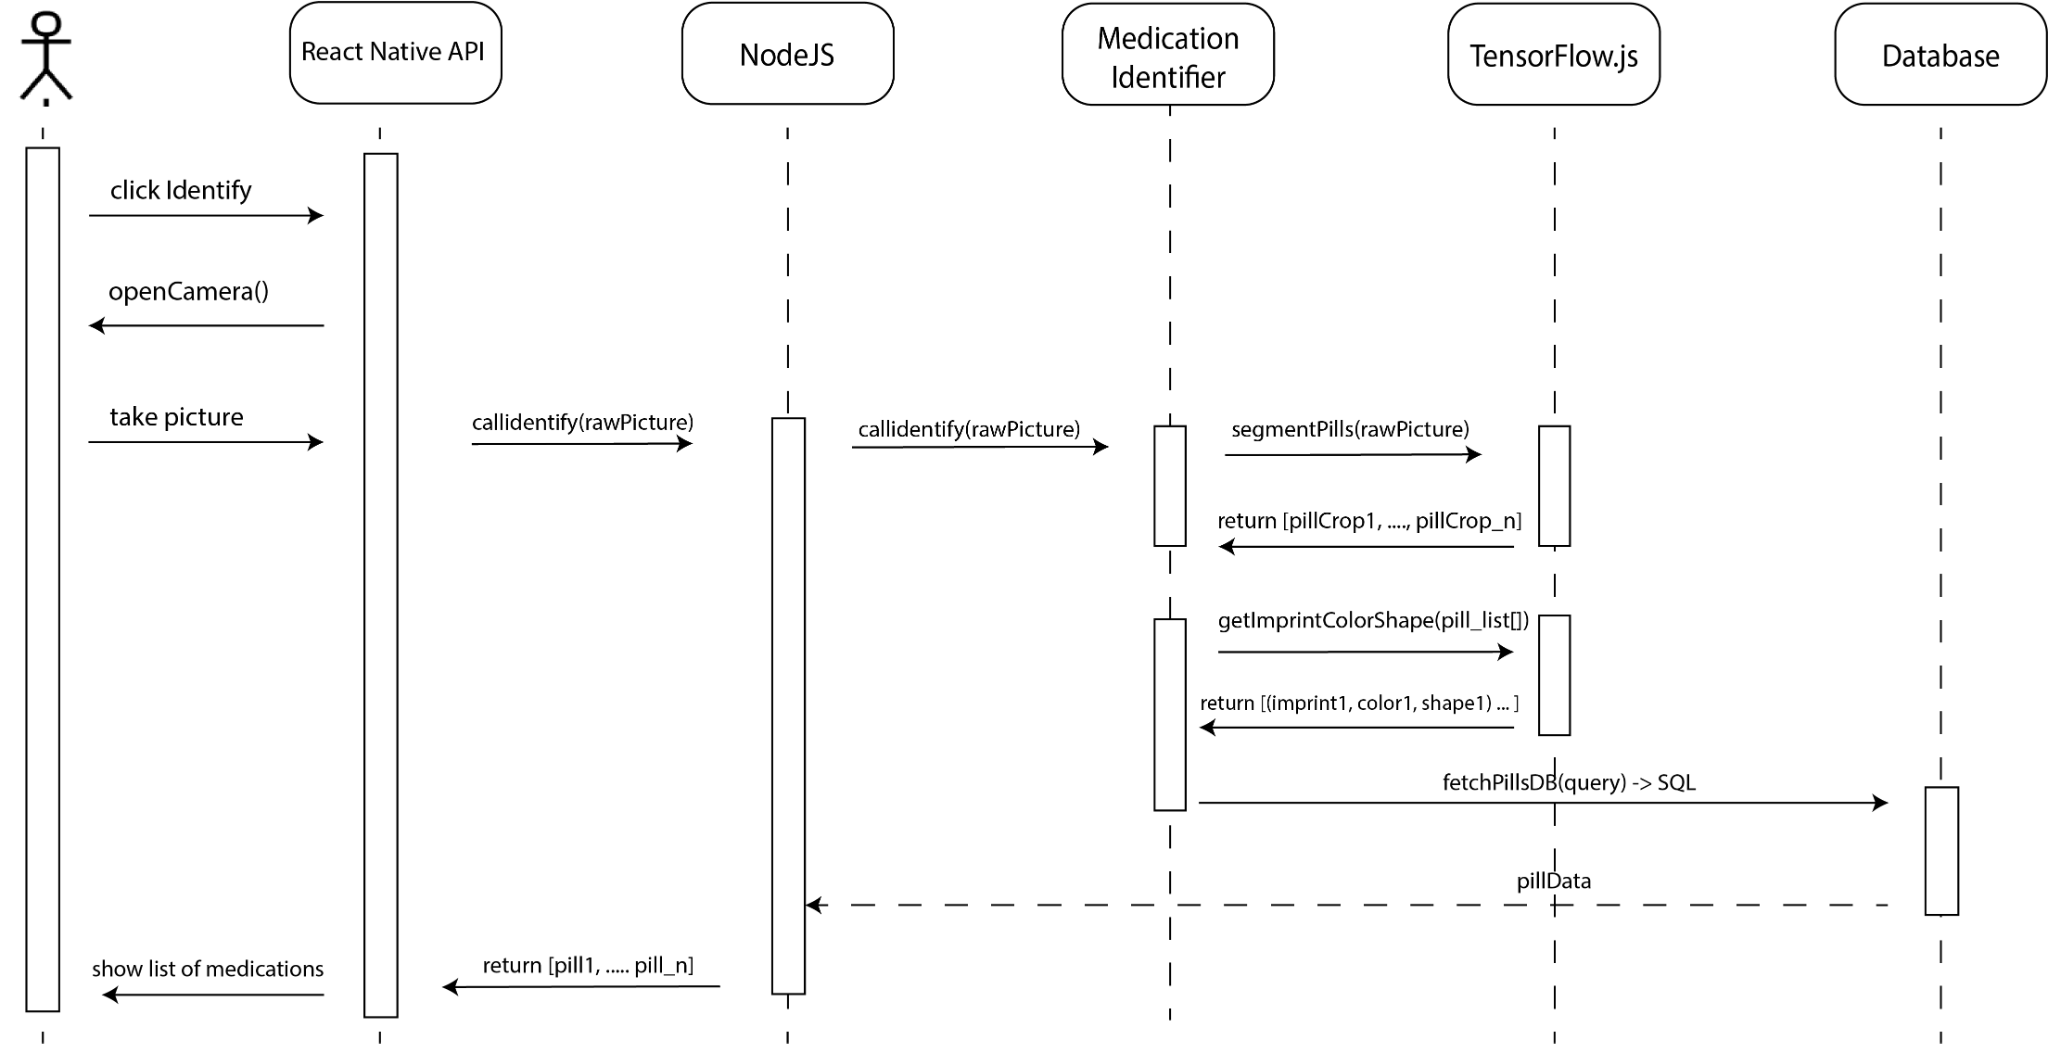 React Native API
NodeJS
Medication
Identifier
TensorFlow.js
Database
click Identify
openCamera()
take picture
callidentify(rawPicture)
callidentify(rawPicture)
segmentPills(rawPicture)
return [pillCrop1, ...., pillCrop_n]
getImprintColorShape(pill_list[])
return [(imprint1, color1, shape1) ... ]
fetchPillsDB(query) -> SQL
pillData
return [pill1, ..... pill_n]
show list of medications